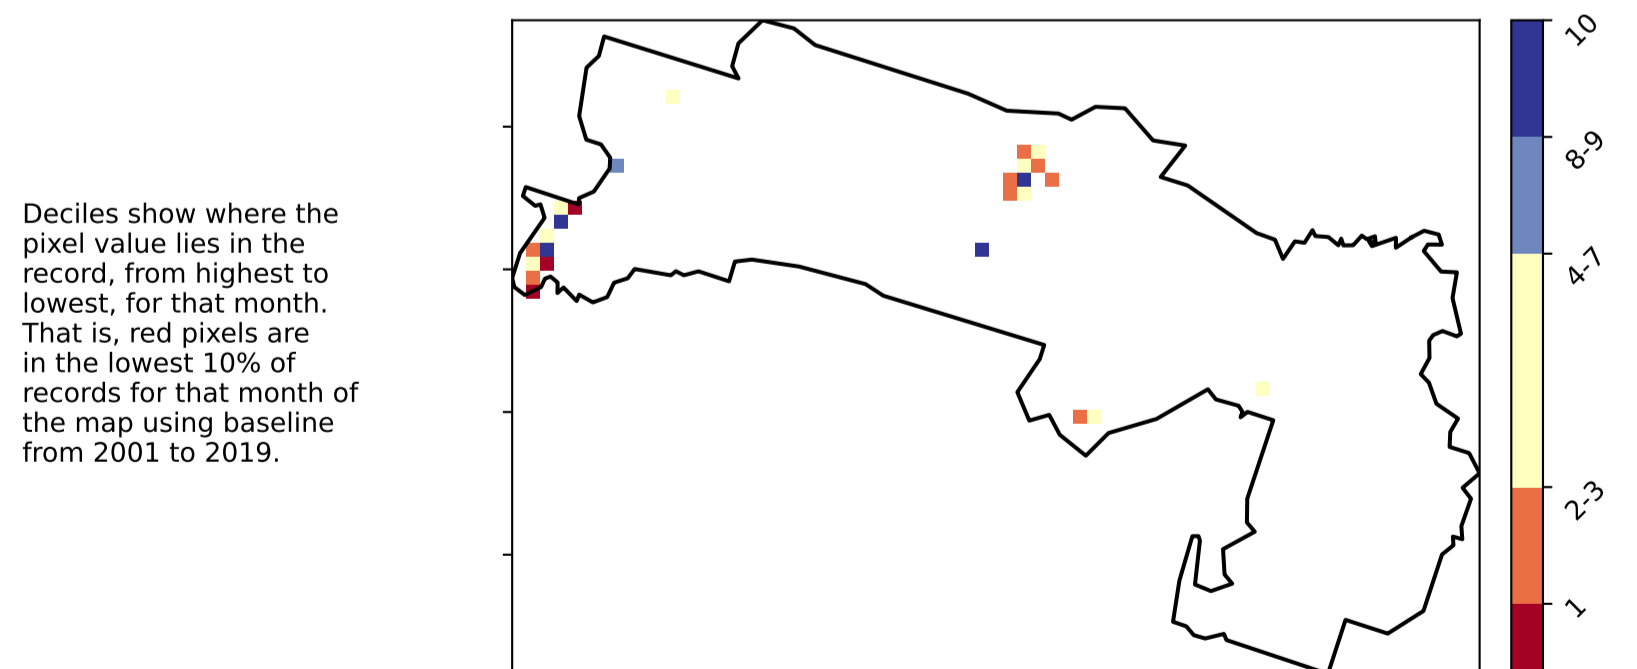 Deciles show where the
pixel value lies in the
record, from highest to
lowest, for that month.
That is, red pixels are
in the lowest 10% of
records for that month of
the map using baseline
from 2001 to 2019.
10
8-9
4-7
2-3
1